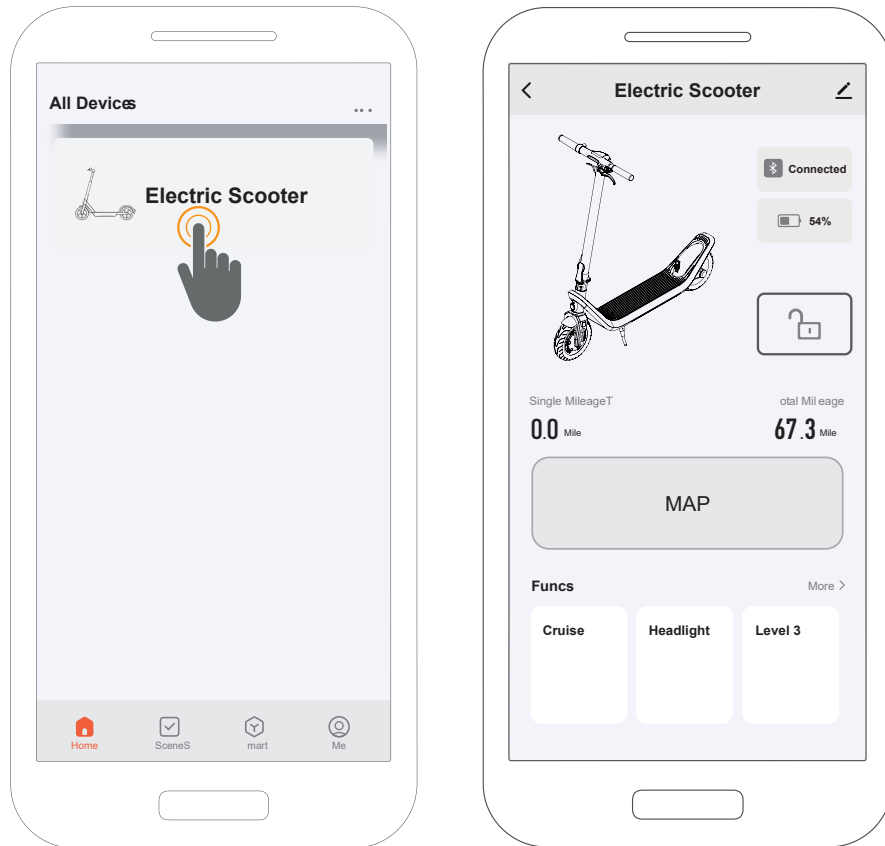 All Devices
...
Electric Scooter
Home
SceneS
mart
Me
Electric Scooter
Connected
54%
Single MileageT
otal Mil eage
0.0 Mile
67.3 Mile
MAP
Funcs
More >
Cruise
Headlight
Level 3